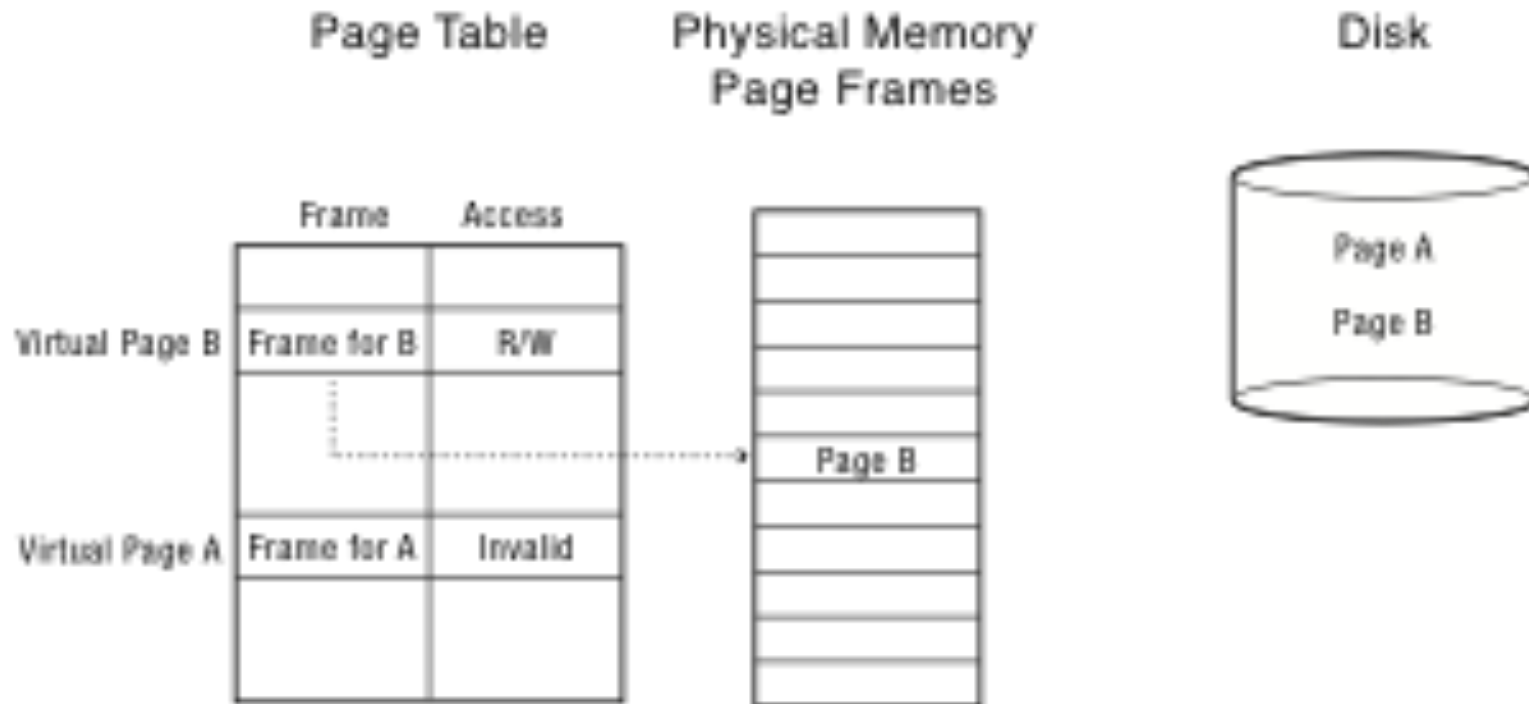 Page Table
Physical Memory
Page Frames
Disk
Frame
Access
Virtual Page B
Frame for B
R/W
Page B
Virtual Page A
Frame for A
Invalid
Page A
Page B